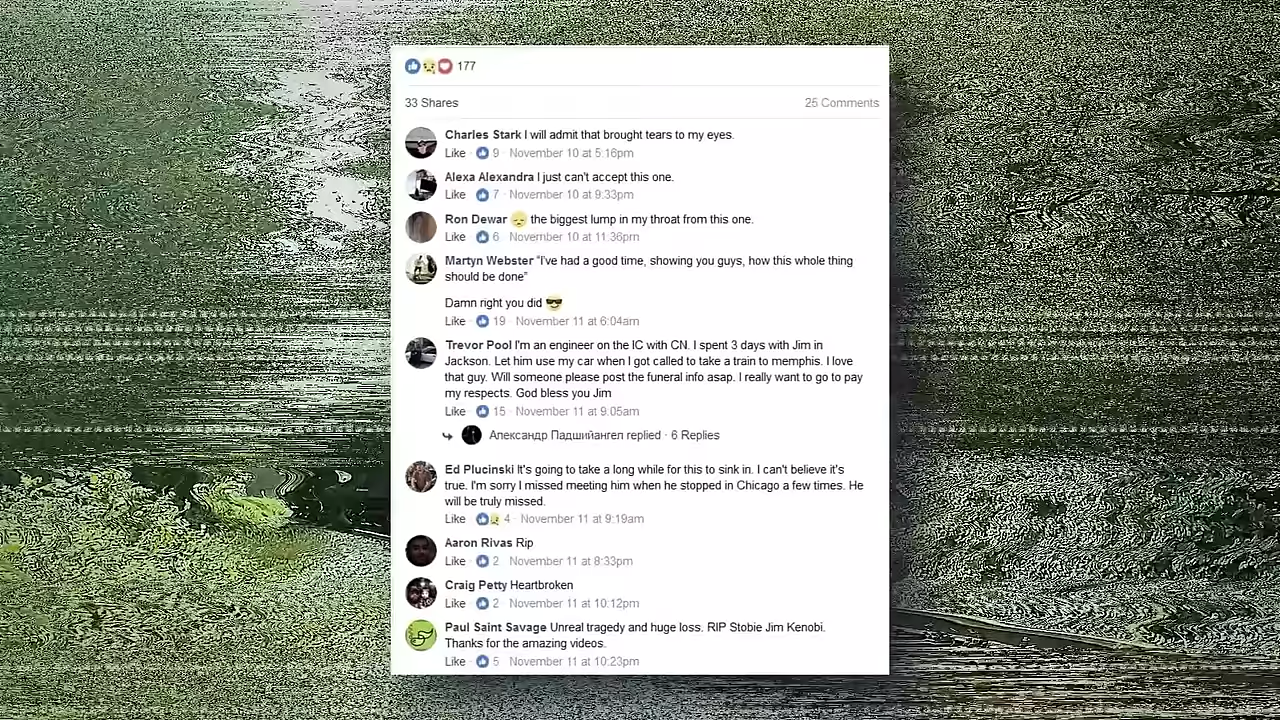 177
33 Shares 25 Comments
Charles Stark I will admit that brought tears to my eyes.
Like · 9 · November 10 at 5:16pm
Alexa Alexandra I just can't accept this one.
Like · 7 · November 10 at 9:33pm
Ron Dewar 😞 the biggest lump in my throat from this one.
Like · 6 · November 10 at 11:36pm
Martyn Webster “I've had a good time, showing you guys, how this whole thing
should be done”
Damn right you did 😎
Like · 19 · November 11 at 6:04am
Trevor Pool I'm an engineer on the IC with CN. I spent 3 days with Jim in
Jackson. Let him use my car when I got called to take a train to memphis. I love
that guy. Will someone please post the funeral info asap. I really want to go to pay
my respects. God bless you Jim
Like · 15 · November 11 at 9:05am
Александр Падшийангел replied · 6 Replies
Ed Plucinski It's going to take a long while for this to sink in. I can't believe it's
true. I'm sorry I missed meeting him when he stopped in Chicago a few times. He
will be truly missed.
Like · 4 · November 11 at 9:19am
Aaron Rivas Rip
Like · 2 · November 11 at 8:33pm
Craig Petty Heartbroken
Like · 2 · November 11 at 10:12pm
Paul Saint Savage Unreal tragedy and huge loss. RIP Stobie Jim Kenobi.
Thanks for the amazing videos.
Like · 5 · November 11 at 10:23pm